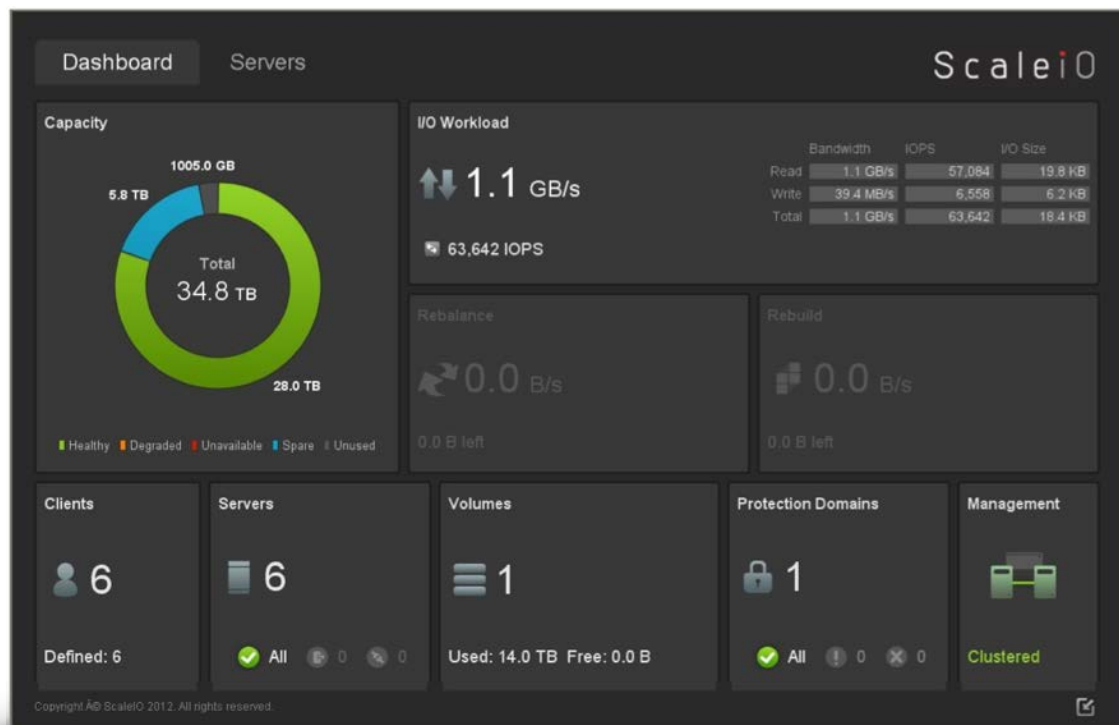 Dashboard Servers ScaleiO
Capacity
1005.0 GB
5.8 TB
Total
34.8 TB
28.0 TB
Healthy Degraded Unavailable Spare Unused
I/O Workload
1.1 GB/s
63,642 IOPS
Bandwidth IOPS I/O Size
Read 1.1 GB/s 57,084 19.8 KB
Write 39.4 MB/s 6,558 6.2 KB
Total 1.1 GB/s 63,642 18.4 KB
Rebalance
0.0 B/s
0.0 B left
Rebuild
0.0 B/s
0.0 B left
Clients
6
Defined: 6
Servers
6
All 0 0
Volumes
1
Used: 14.0 TB Free: 0.0 B
Protection Domains
1
All 0 0
Management
Clustered
Copyright Â© ScaleIO 2012. All rights reserved.